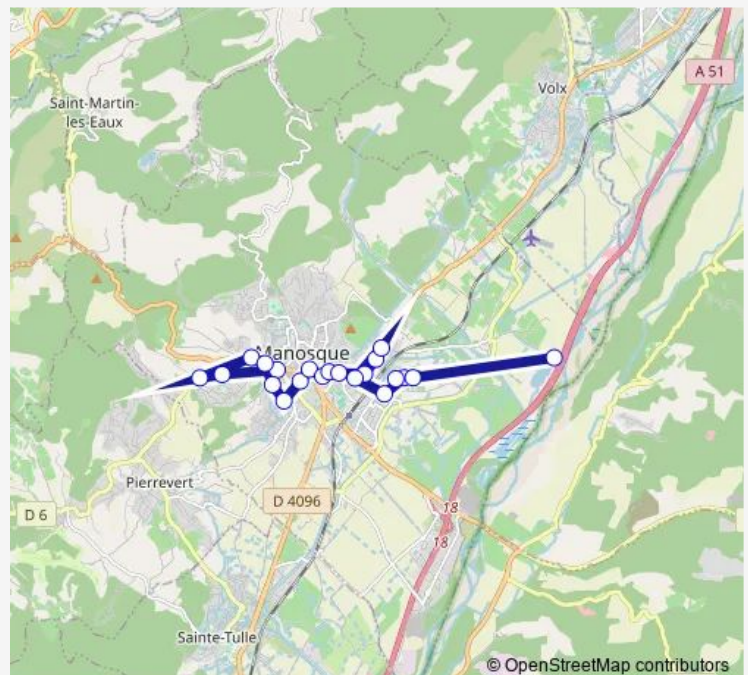 A 51
Volx
Saint-Martin-
les-Eaux
Manosque
Pierrevert
D 4096
18
D 6
18
Sainte-Tulle
© OpenStreetMap contributors